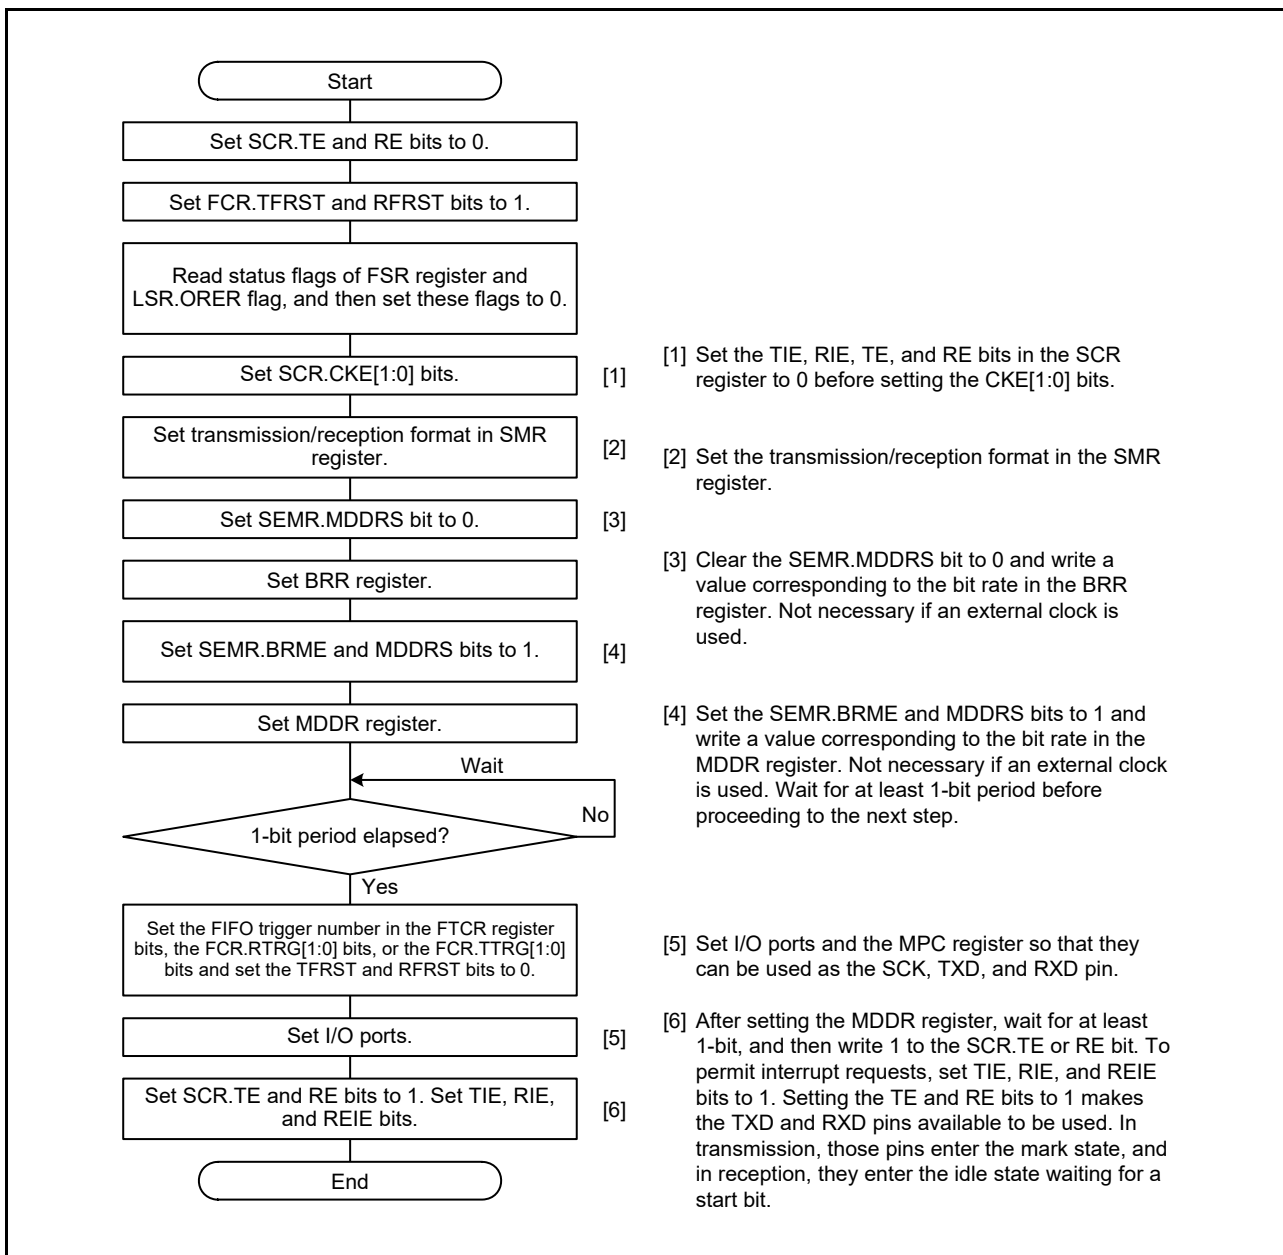 Start
Set SCR.TE and RE bits to 0.
Set FCR.TFRST and RFRST bits to 1.
Read status flags of FSR register and
LSR.ORER flag, and then set these flags to 0.
Set SCR.CKE[1:0] bits.
[1]
Set transmission/reception format in SMR
register.
[2]
Set SEMR.MDDRS bit to 0.
[3]
Set BRR register.
Set SEMR.BRME and MDDRS bits to 1.
[4]
Set MDDR register.
Wait
1-bit period elapsed?
No
Yes
Set the FIFO trigger number in the FTCR register
bits, the FCR.RTRG[1:0] bits, or the FCR.TTRG[1:0]
bits and set the TFRST and RFRST bits to 0.
Set I/O ports.
[5]
Set SCR.TE and RE bits to 1. Set TIE, RIE,
and REIE bits.
[6]
End
[1] Set the TIE, RIE, TE, and RE bits in the SCR
register to 0 before setting the CKE[1:0] bits.
[2] Set the transmission/reception format in the SMR
register.
[3] Clear the SEMR.MDDRS bit to 0 and write a
value corresponding to the bit rate in the BRR
register. Not necessary if an external clock is
used.
[4] Set the SEMR.BRME and MDDRS bits to 1 and
write a value corresponding to the bit rate in the
MDDR register. Not necessary if an external clock
is used. Wait for at least 1-bit period before
proceeding to the next step.
[5] Set I/O ports and the MPC register so that they
can be used as the SCK, TXD, and RXD pin.
[6] After setting the MDDR register, wait for at least
1-bit, and then write 1 to the SCR.TE or RE bit. To
permit interrupt requests, set TIE, RIE, and REIE
bits to 1. Setting the TE and RE bits to 1 makes
the TXD and RXD pins available to be used. In
transmission, those pins enter the mark state, and
in reception, they enter the idle state waiting for a
start bit.